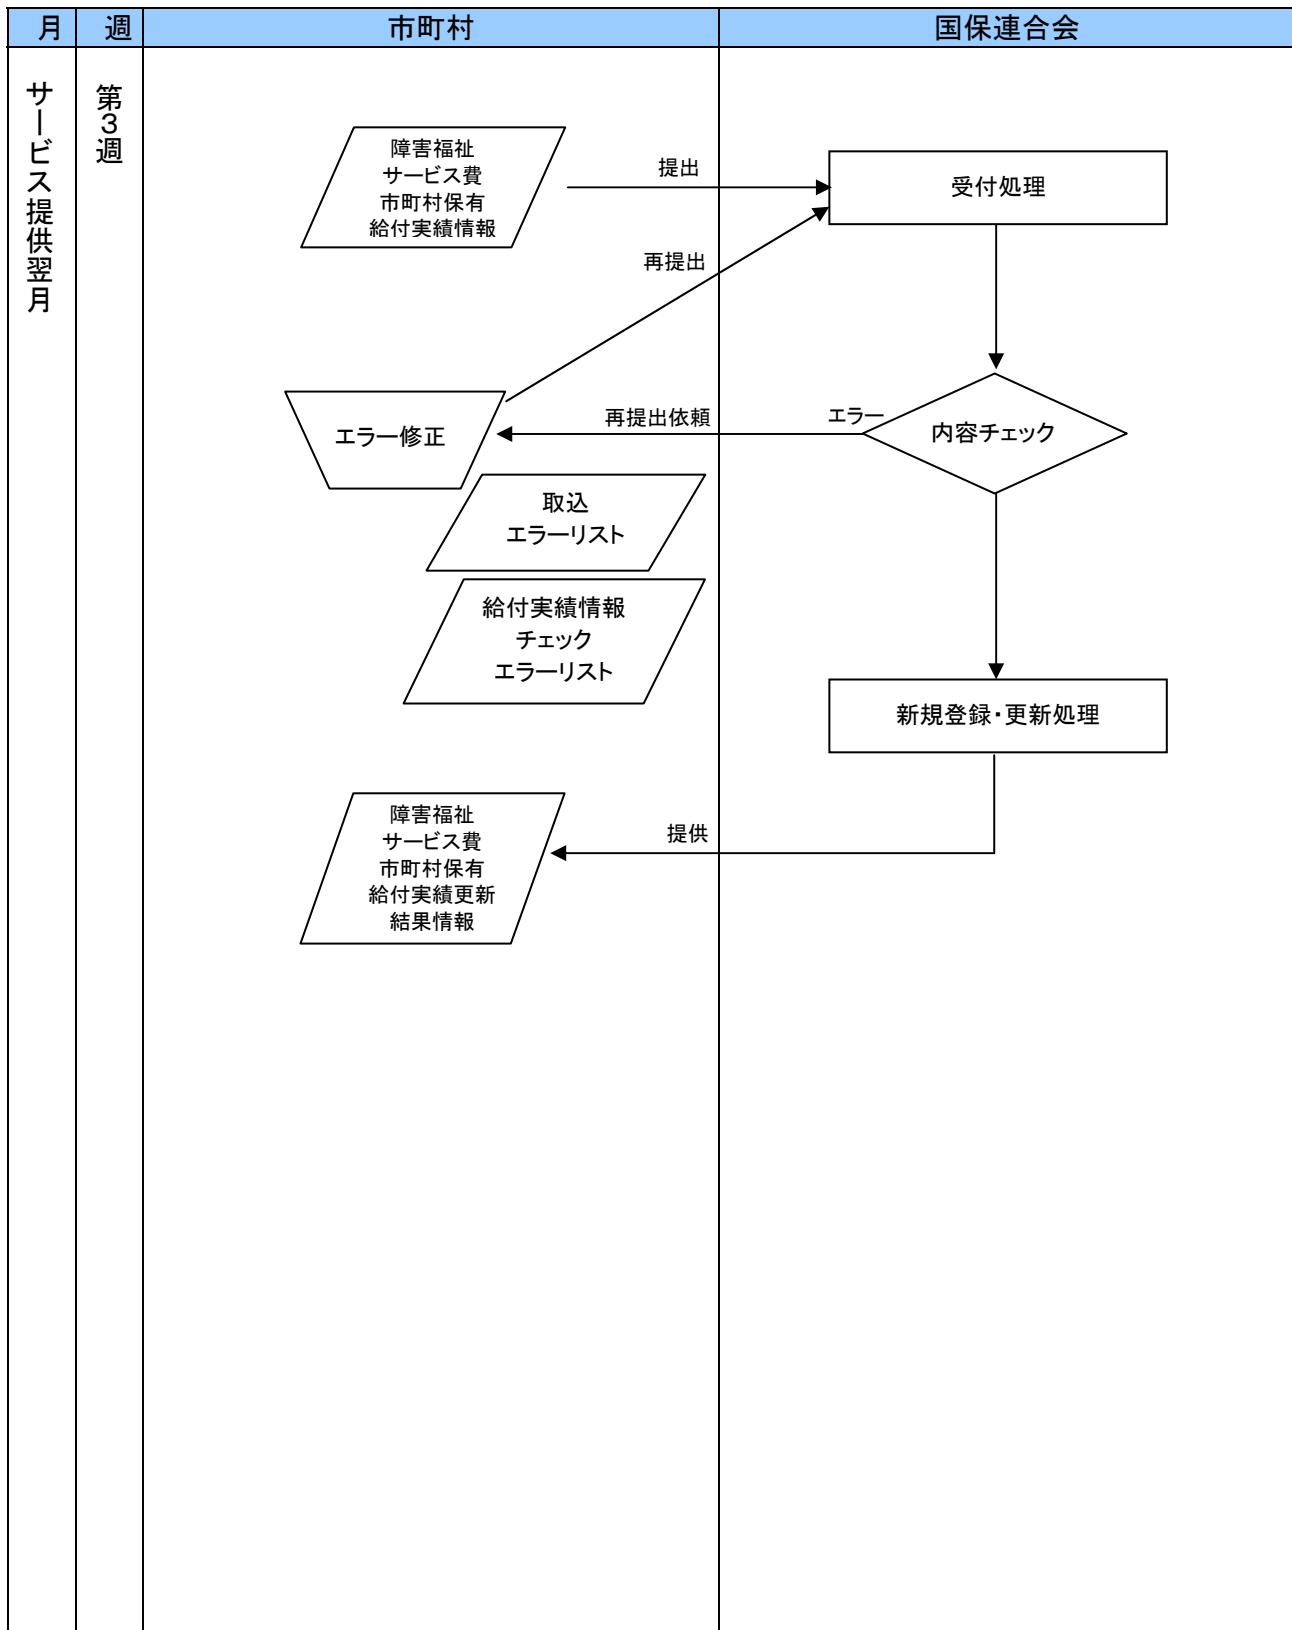 月
週
市町村
国保連合会
サービス提供翌月
第3週
障害福祉
サービス費
市町村保有
給付実績情報
提出
受付処理
再提出
エラー修正
再提出依頼
エラー
内容チェック
取込
エラーリスト
給付実績情報
チェック
エラーリスト
新規登録・更新処理
障害福祉
サービス費
市町村保有
給付実績更新
結果情報
提供